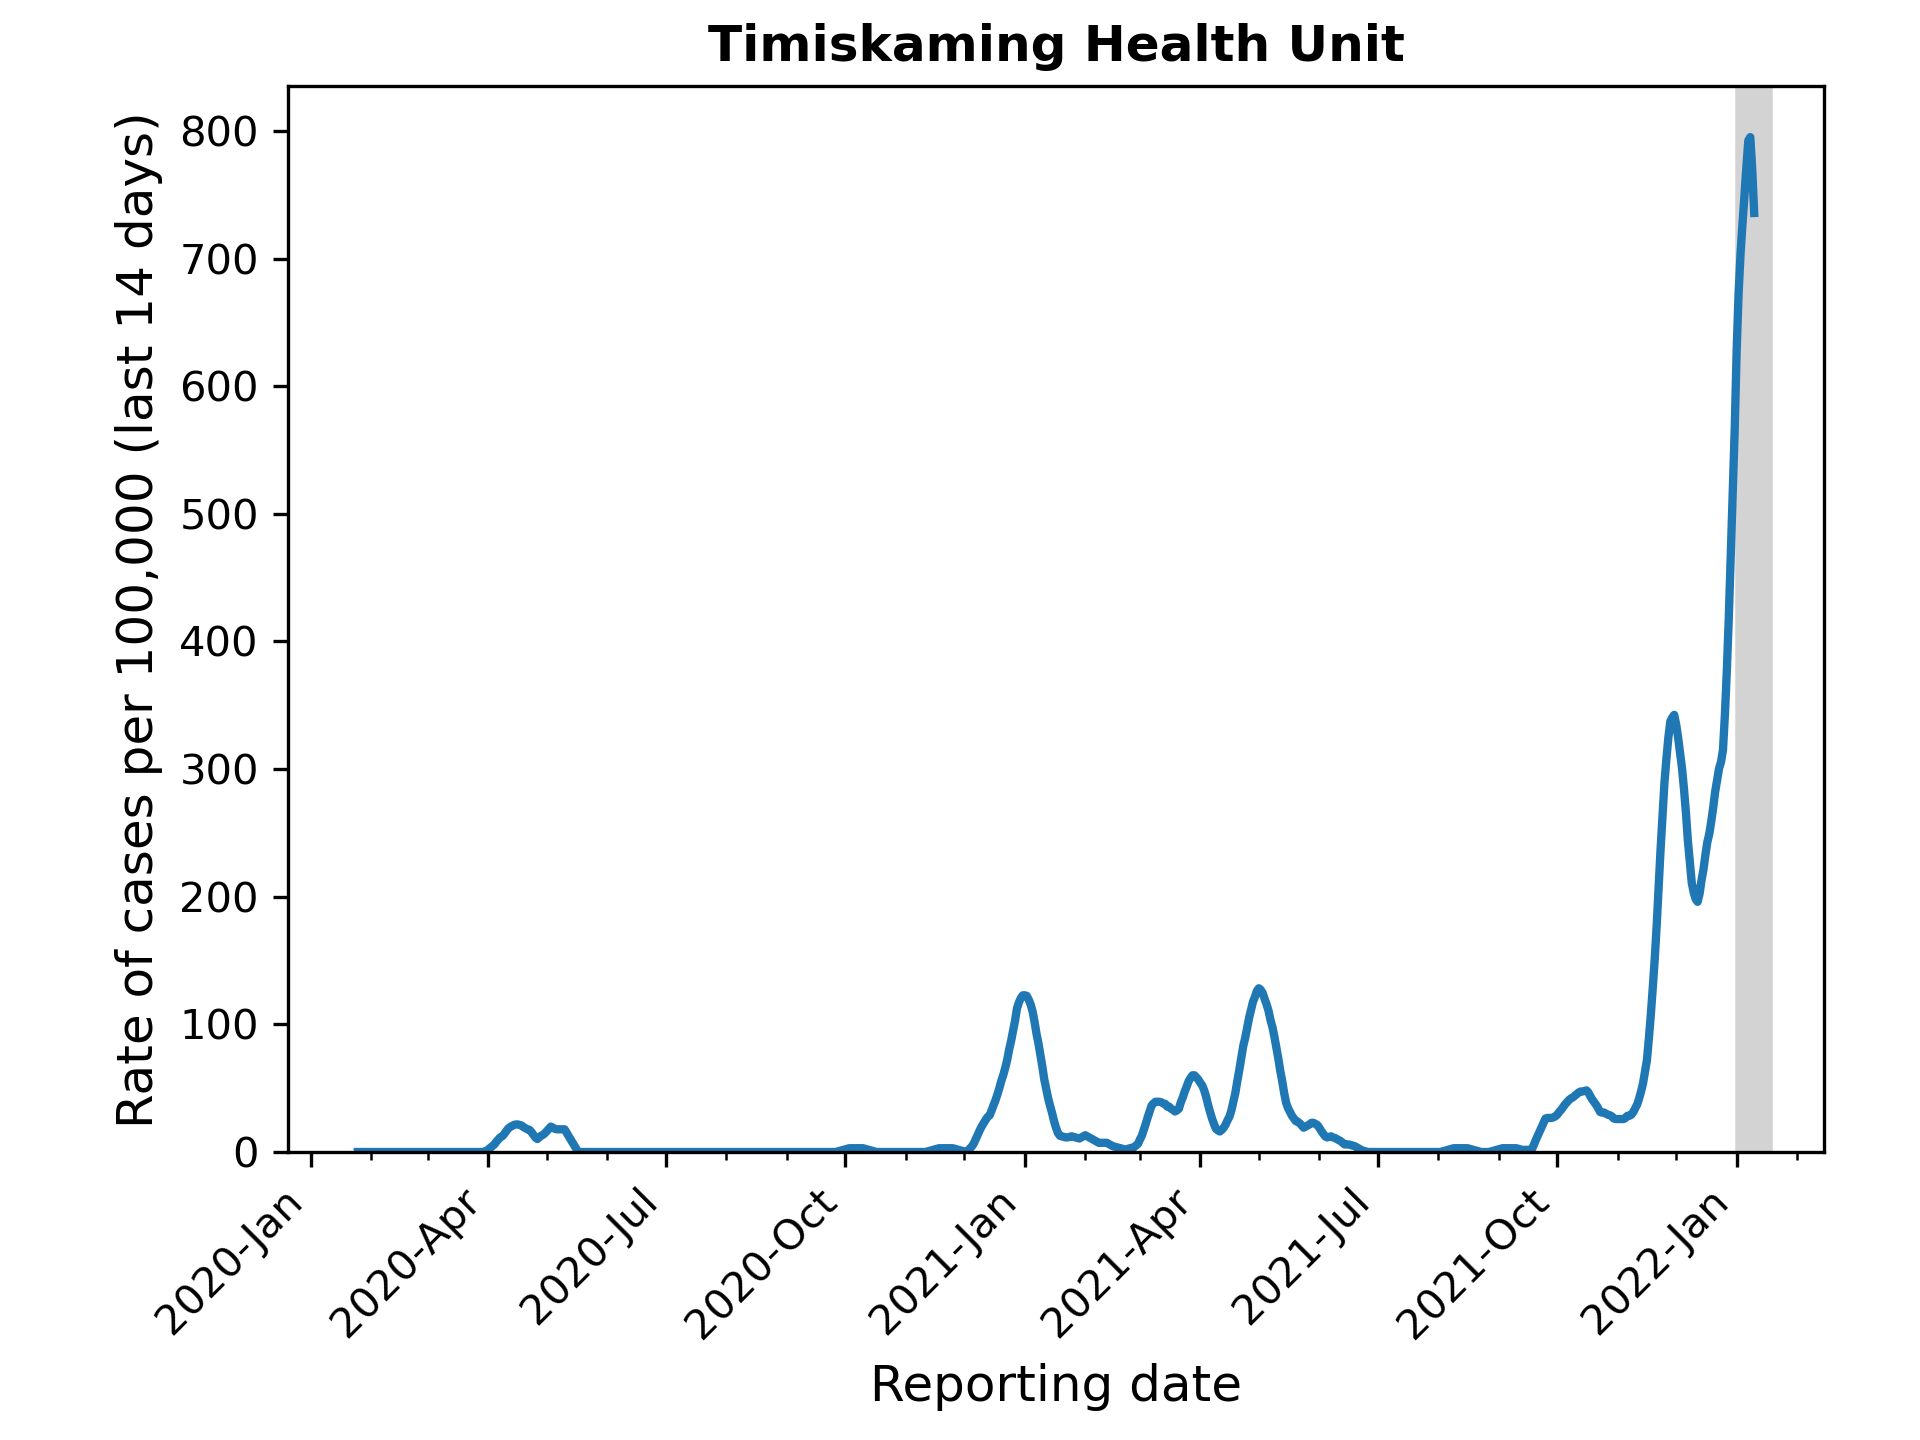 Timiskaming Health Unit
Rate of cases per 100,000 (last 14 days)
800
700
600
500
400
300
200
100
0
2020-Jan
2020-Apr
2020-Jul
2020-Oct
2021-Jan
2021-Apr
2021-Jul
2021-Oct
2022-Jan
Reporting date